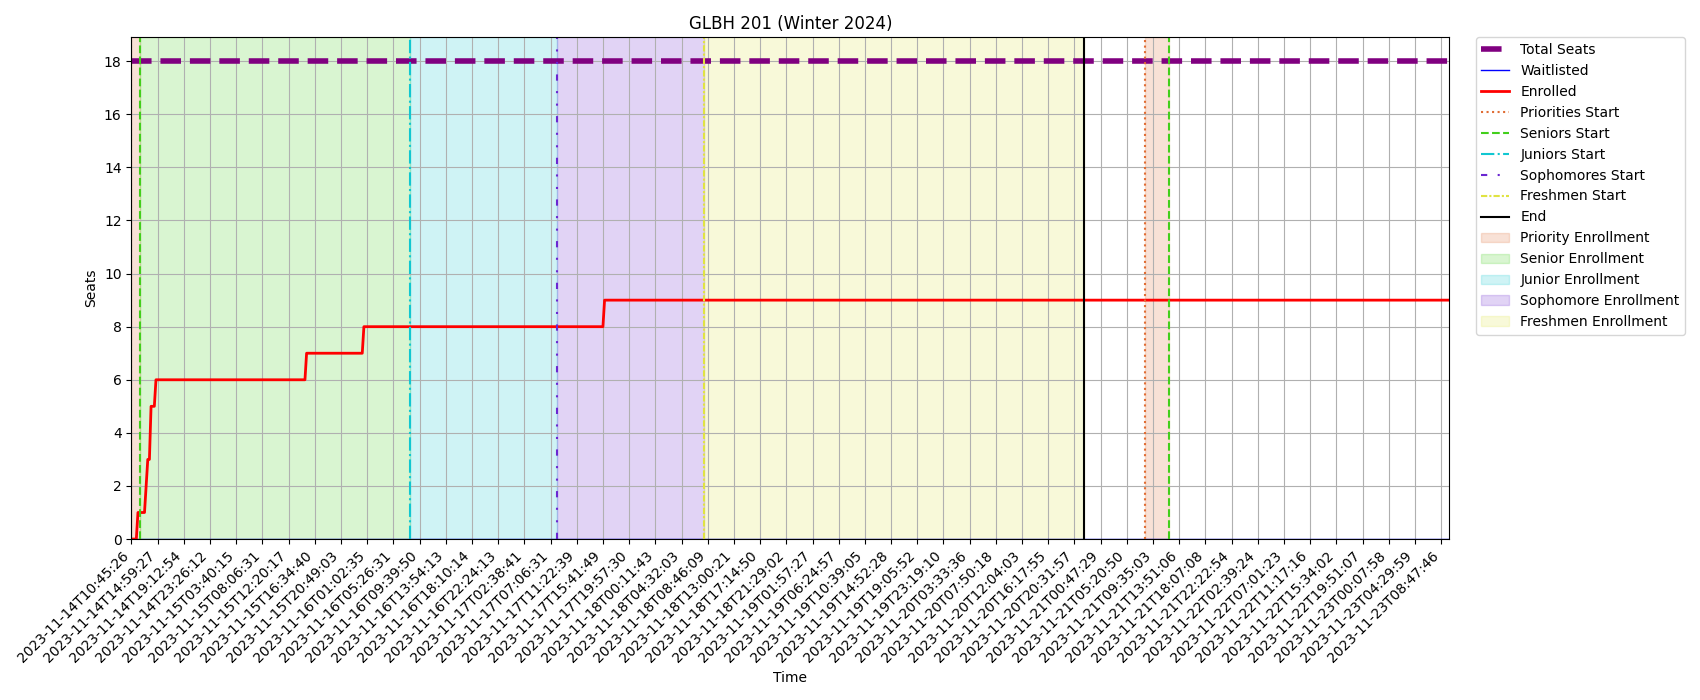 GLBH 201 (Winter 2024)
Seats
18
16
14
12
10
8
6
4
2
0
2023-11-14T10:45:26
2023-11-14T14:59:27
2023-11-14T19:12:54
2023-11-14T23:26:12
2023-11-15T03:40:15
2023-11-15T08:06:31
2023-11-15T12:20:17
2023-11-15T16:34:40
2023-11-15T20:49:03
2023-11-16T01:02:35
2023-11-16T05:26:31
2023-11-16T09:39:50
2023-11-16T13:54:13
2023-11-16T18:10:14
2023-11-16T22:24:13
2023-11-17T02:38:41
2023-11-17T07:06:31
2023-11-17T11:22:39
2023-11-17T15:41:49
2023-11-17T19:57:30
2023-11-18T00:11:43
2023-11-18T04:32:03
2023-11-18T08:46:09
2023-11-18T13:00:21
2023-11-18T17:14:50
2023-11-18T21:29:02
2023-11-19T01:57:27
2023-11-19T06:24:57
2023-11-19T10:39:05
2023-11-19T14:52:28
2023-11-19T19:05:52
2023-11-19T23:19:10
2023-11-20T03:33:36
2023-11-20T07:50:18
2023-11-20T12:04:03
2023-11-20T16:17:55
2023-11-20T20:31:57
2023-11-21T00:47:29
2023-11-21T05:20:50
2023-11-21T09:35:03
2023-11-21T13:51:06
2023-11-21T18:07:08
2023-11-21T22:22:54
2023-11-22T02:39:24
2023-11-22T07:01:23
2023-11-22T11:17:16
2023-11-22T15:34:02
2023-11-22T19:51:07
2023-11-23T00:07:58
2023-11-23T04:29:59
2023-11-23T08:47:46
Time
Total Seats
Waitlisted
Enrolled
Priorities Start
Seniors Start
Juniors Start
Sophomores Start
Freshmen Start
End
Priority Enrollment
Senior Enrollment
Junior Enrollment
Sophomore Enrollment
Freshmen Enrollment